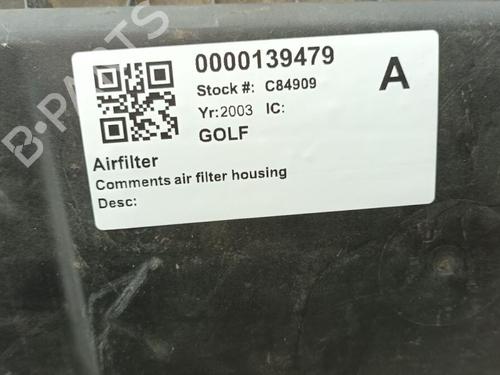 0000139479
Stock #: C84909
A
Yr:2003 IC:
GOLF
Airfilter
Comments air filter housing
Desc:
B-PARTS